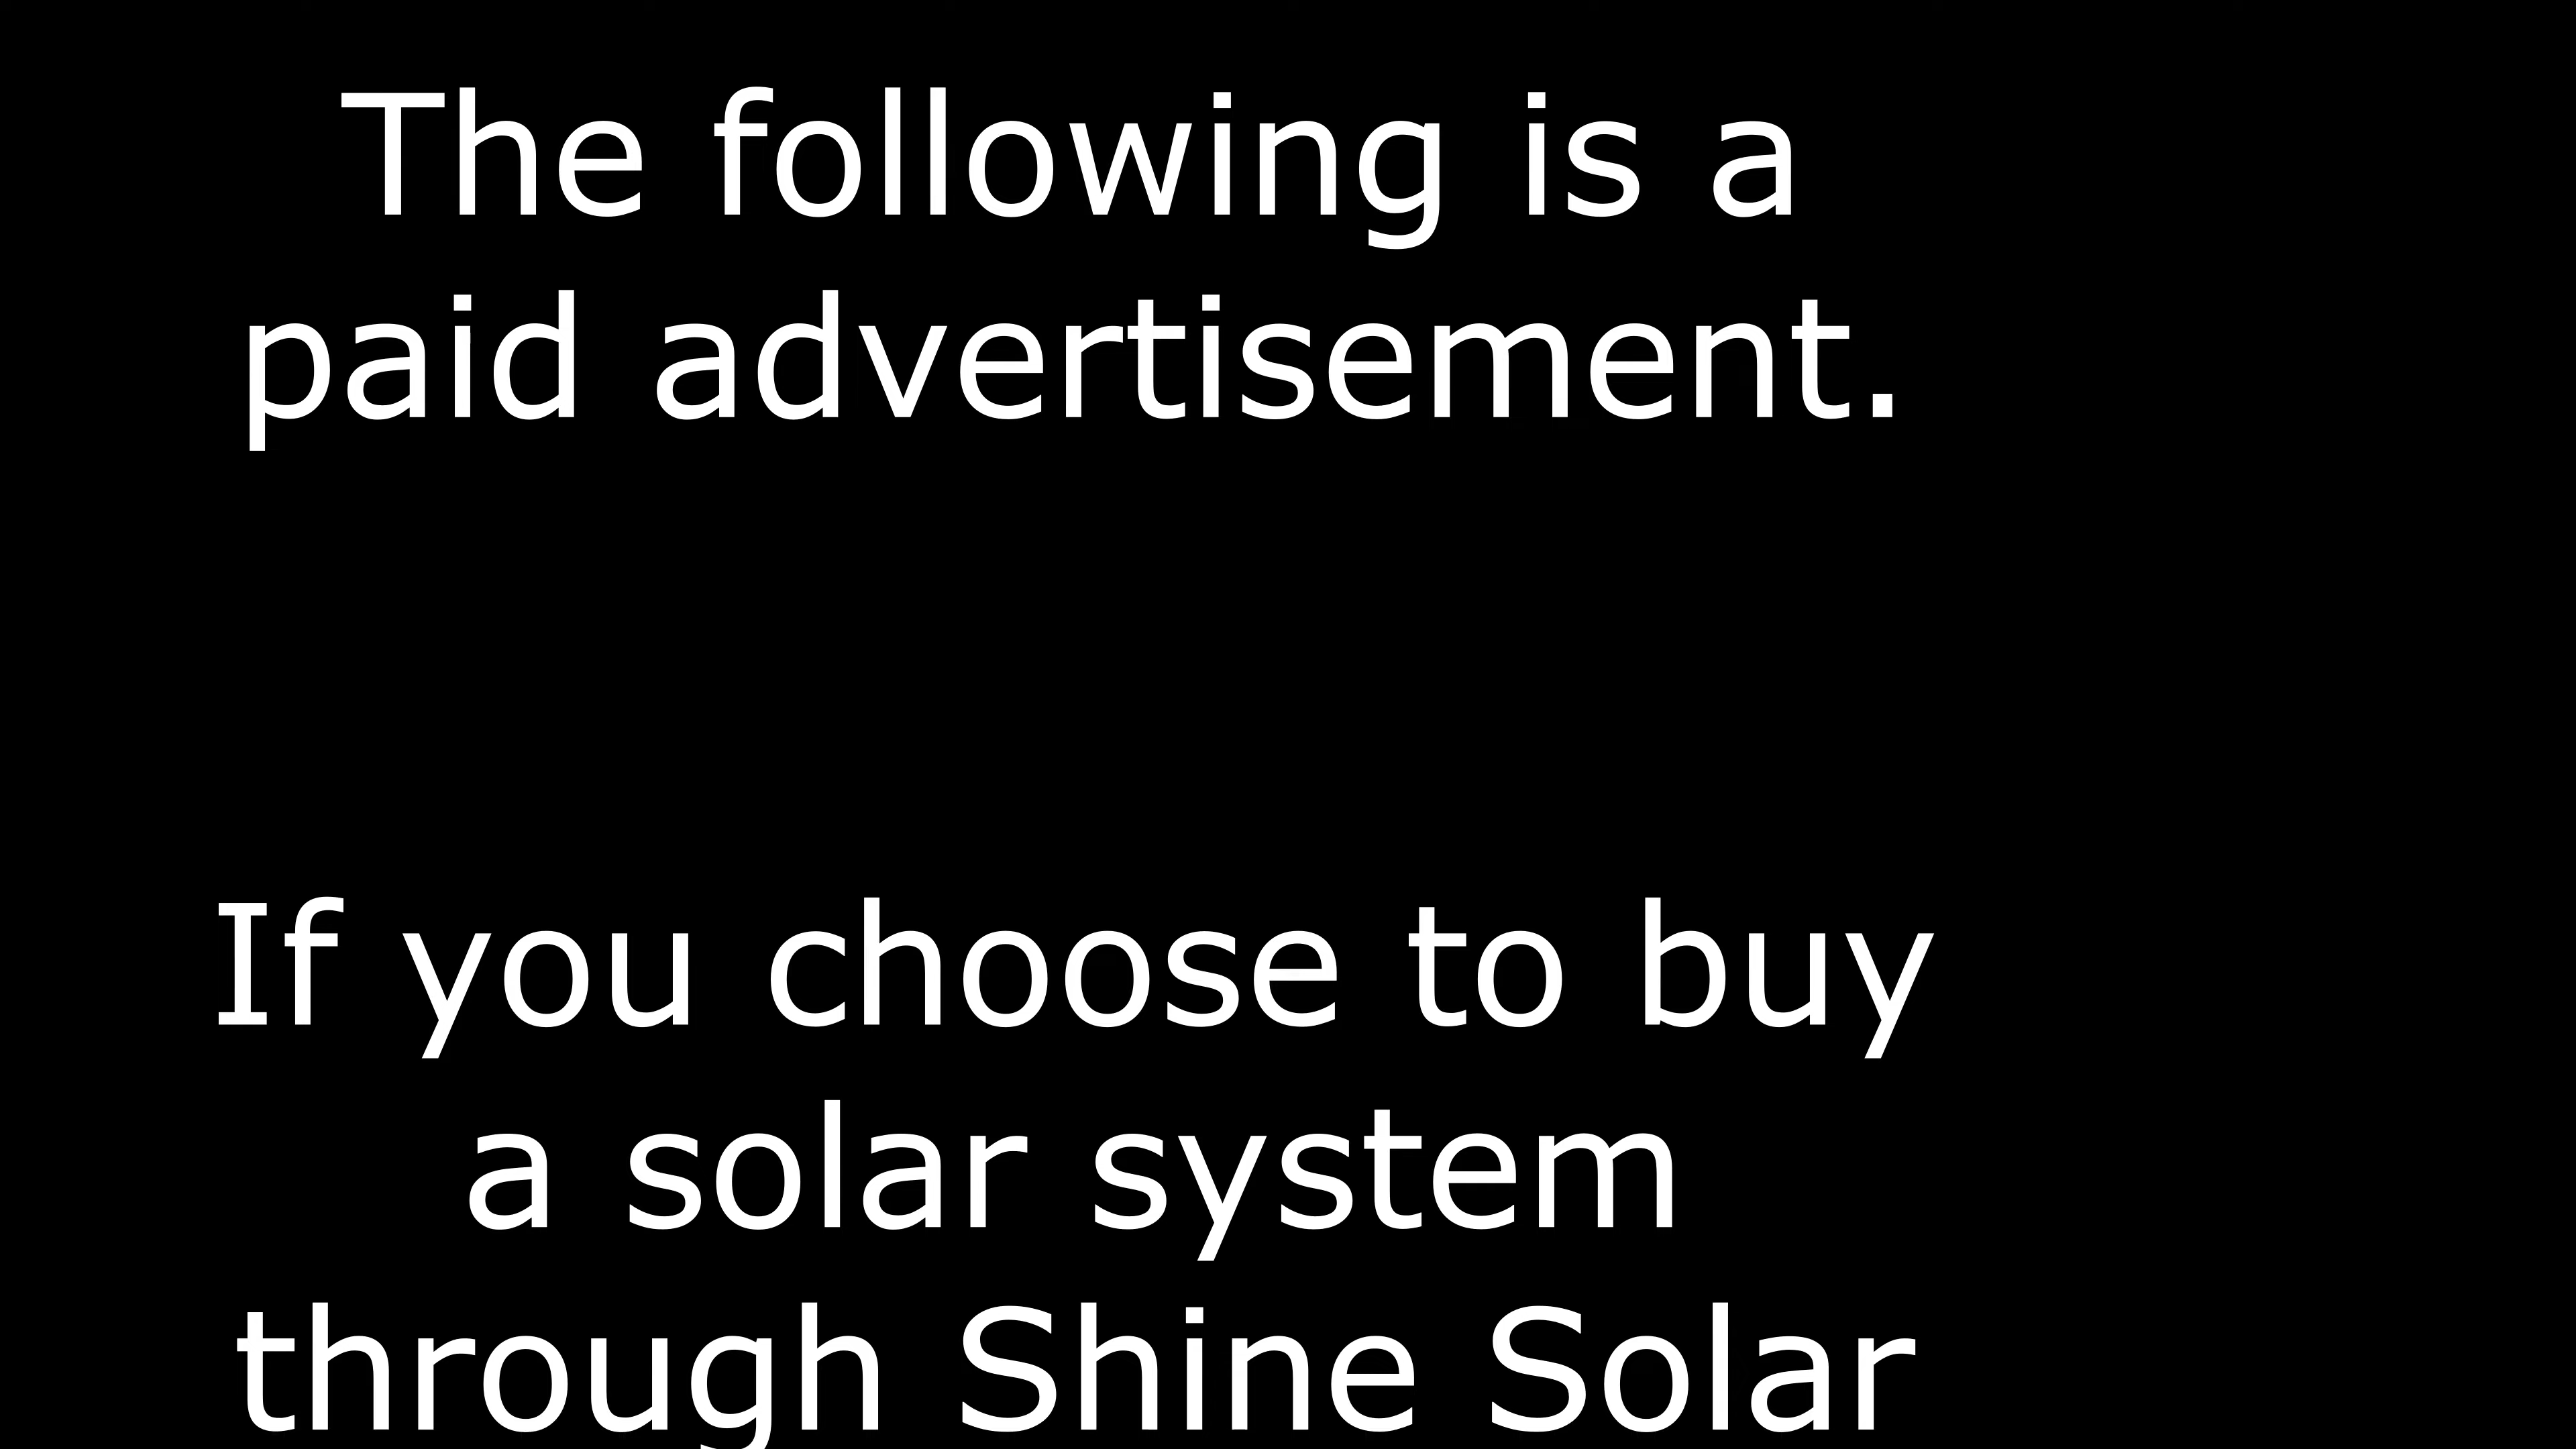 The following is a
paid advertisement.
If you choose to buy
a solar system
through Shine Solar